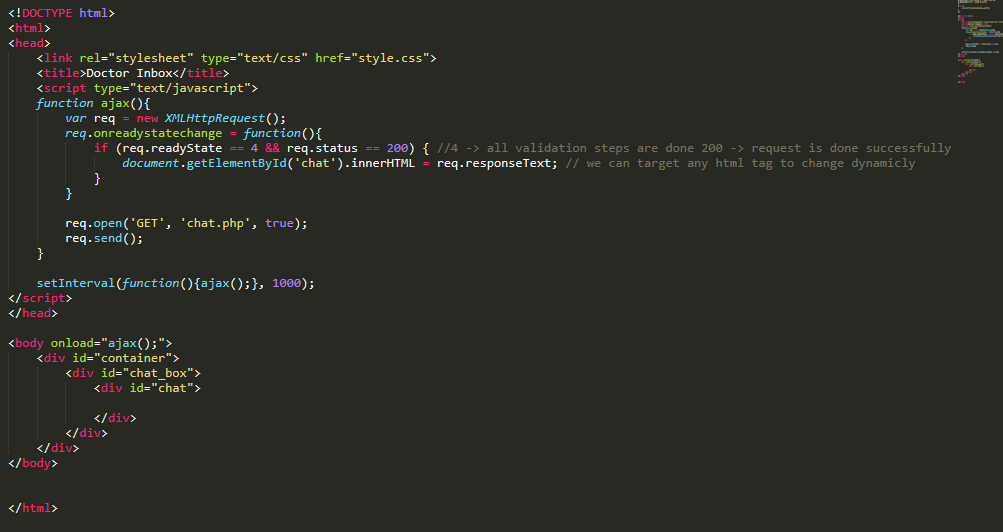 <!DOCTYPE html>
<html>
<head>
    <link rel="stylesheet" type="text/css" href="style.css">
    <title>Doctor Inbox</title>
    <script type="text/javascript">
    function ajax(){
        var req = new XMLHttpRequest();
        req.onreadystatechange = function(){
            if (req.readyState == 4 && req.status == 200) { //4 -> all validation steps are done 200 -> request is done successfully
                document.getElementById('chat').innerHTML = req.responseText; // we can target any html tag to change dynamicly
            }
        }

        req.open('GET', 'chat.php', true);
        req.send();
    }

    setInterval(function(){ajax();}, 1000);
</script>
</head>

<body onload="ajax();">
    <div id="container">
        <div id="chat_box">
            <div id="chat">

            </div>
        </div>
    </div>
</body>


</html>